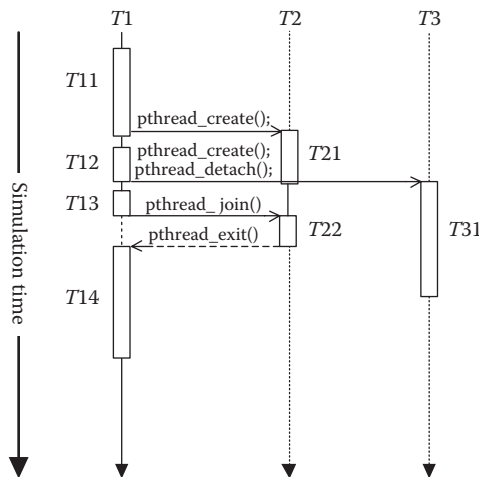 T1
T2
T3
T11
pthread_create();
T12
pthread_create();
pthread_detach();
T21
T13
pthread_ join()
T22
T31
pthread_exit()
T14
Simulation time